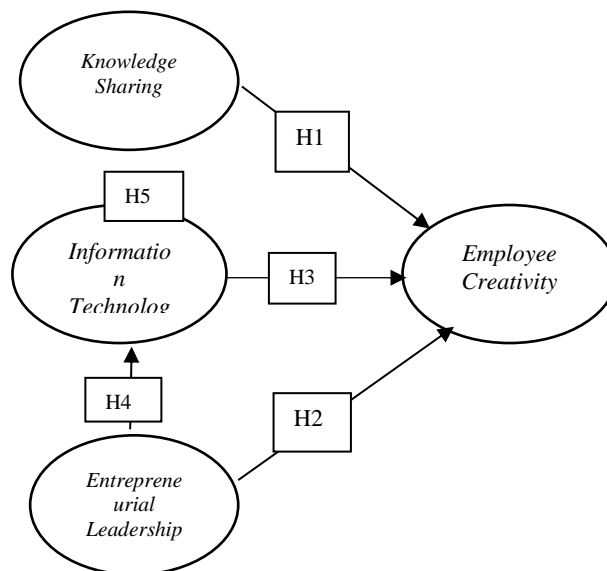 Knowledge
Sharing
H1
H5
Informatio
n
Technolog
H3
Employee
Creativity
H4
H2
Entreprene
urial
Leadership